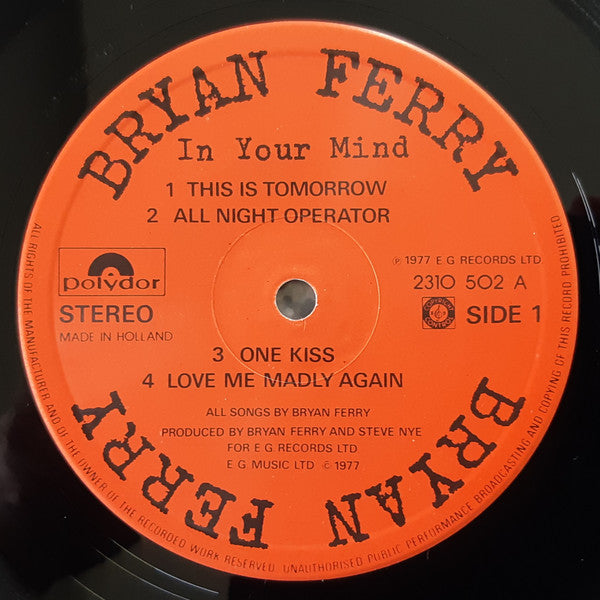 BRYAN FERRY
In Your Mind
1 THIS IS TOMORROW
2 ALL NIGHT OPERATOR
polydor
STEREO
MADE IN HOLLAND
℗ 1977 E G RECORDS LTD.
2310 502 A
COPYRIGHT CONTROL
SIDE 1
3 ONE KISS
4 LOVE ME MADLY AGAIN
ALL SONGS BY BRYAN FERRY
PRODUCED BY BRYAN FERRY AND STEVE NYE
FOR E G RECORDS LTD
E G MUSIC LTD © 1977
BRYAN FERRY
ALL RIGHTS OF THE MANUFACTURER AND OF THE OWNER OF THE RECORDED WORK RESERVED. UNAUTHORISED PUBLIC PERFORMANCE BROADCASTING AND COPYING OF THIS RECORD PROHIBITED